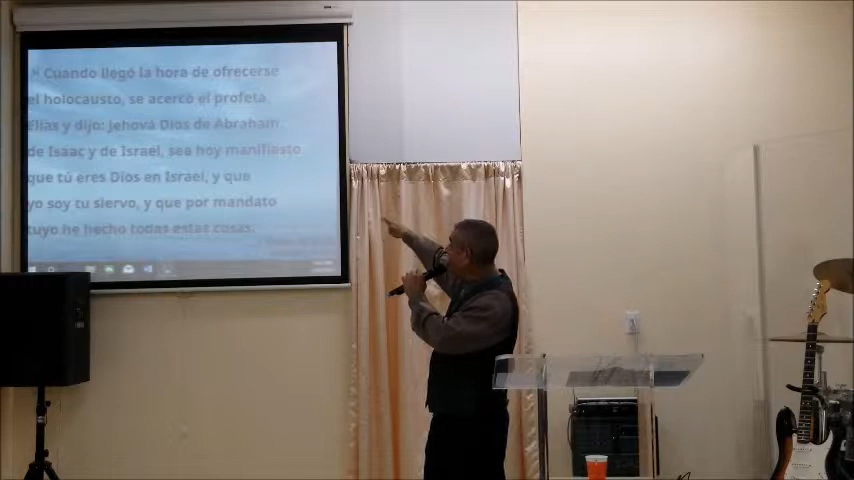 Cuando llegó la hora de ofrecerse
el holocausto, se acercó el profeta
Elías y dijo: Jehová Dios de Abraham,
de Isaac y de Israel, sea hoy manifiesto
que tú eres Dios en Israel, y que
yo soy tu siervo, y que por mandato
tuyo he hecho todas estas cosas.